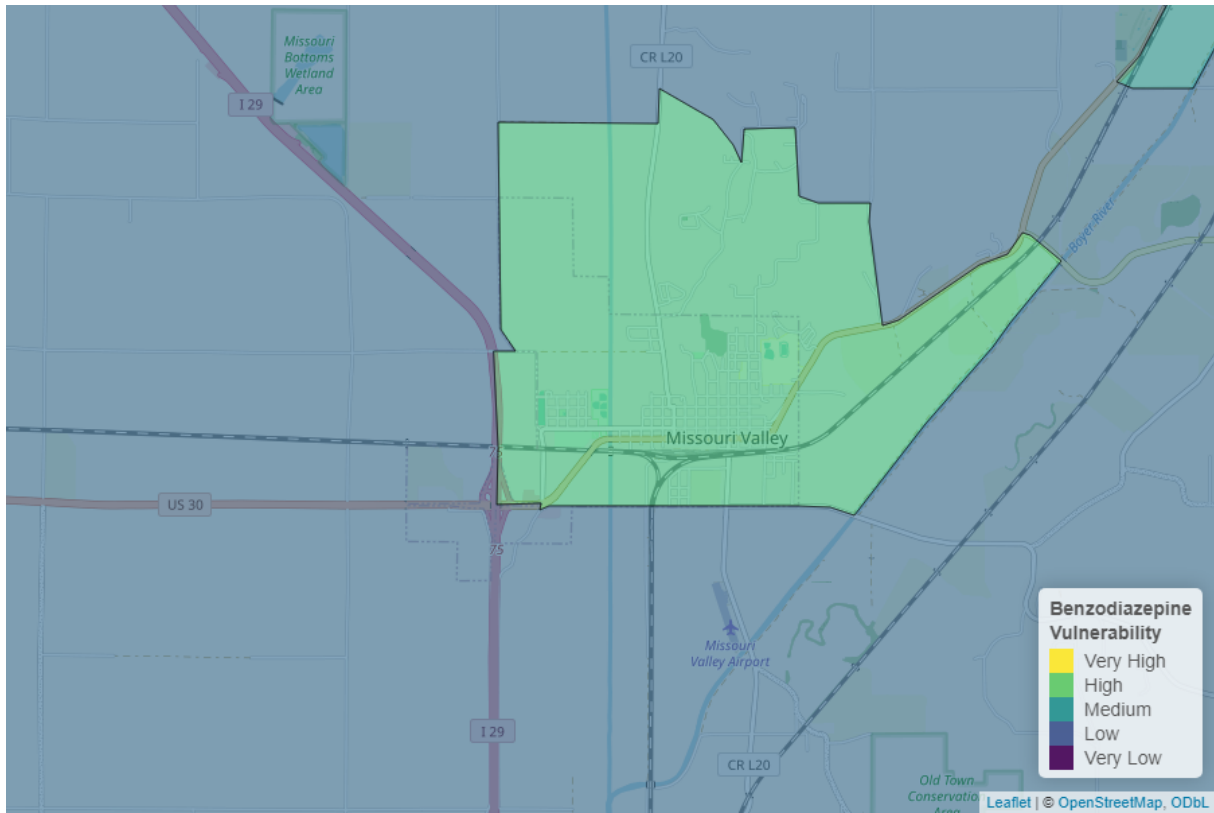 Missouri
Bottoms
Wetland
Area
CR L20
I 29
Boyer River
Missouri Valley
75
US 30
75
Missouri
Valley Airport
I 29
CR L20
Old Town
Conservation
Area
Benzodiazepine
Vulnerability
Very High
High
Medium
Low
Very Low
Leaflet | © OpenStreetMap, ODbL